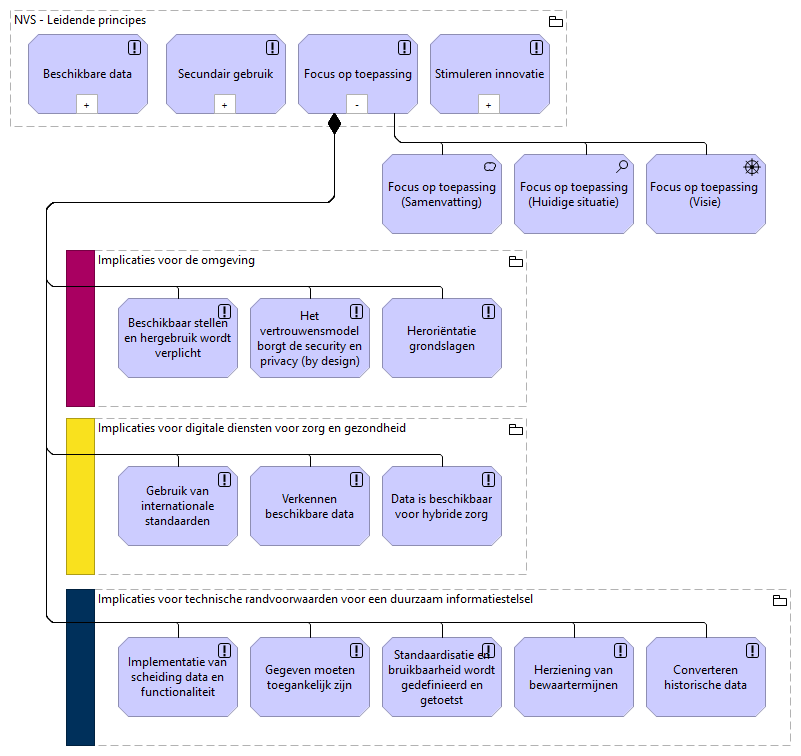 NVS - Leidende principes
Beschikbare data
+
Secundair gebruik
+
Focus op toepassing
-
Stimuleren innovatie
+
Focus op toepassing
(Samenvatting)
Focus op toepassing
(Huidige situatie)
Focus op toepassing
(Visie)
Implicaties voor de omgeving
Beschikbaar stellen
en hergebruik wordt
verplicht
Het
vertrouwensmodel
borgt de security en
privacy (by design)
Heroriëntatie
grondslagen
Implicaties voor digitale diensten voor zorg en gezondheid
Gebruik van
internationale
standaarden
Verkennen
beschikbare data
Data is beschikbaar
voor hybride zorg
Implicaties voor technische randvoorwaarden voor een duurzaam informatiestelsel
Implementatie van
scheiding data en
functionaliteit
Gegeven moeten
toegankelijk zijn
Standaardisatie en
bruikbaarheid wordt
gedefinieerd en
getoetst
Herziening van
bewaartermijnen
Converteren
historische data